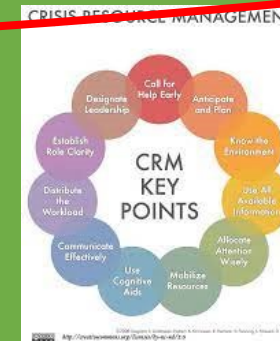 CRISIS RESOURCE MANAGEMEN
Call for
Help Early
Anticipate
and Plan
Know the
Environment
Use All
Available
Information
Allocate
Attention
Wisely
Mobilize
Resources
Use
Cognitive
Aids
Communicate
Effectively
Distribute
the
Workload
Establish
Role Clarity
Designate
Leadership
CRM
KEY
POINTS